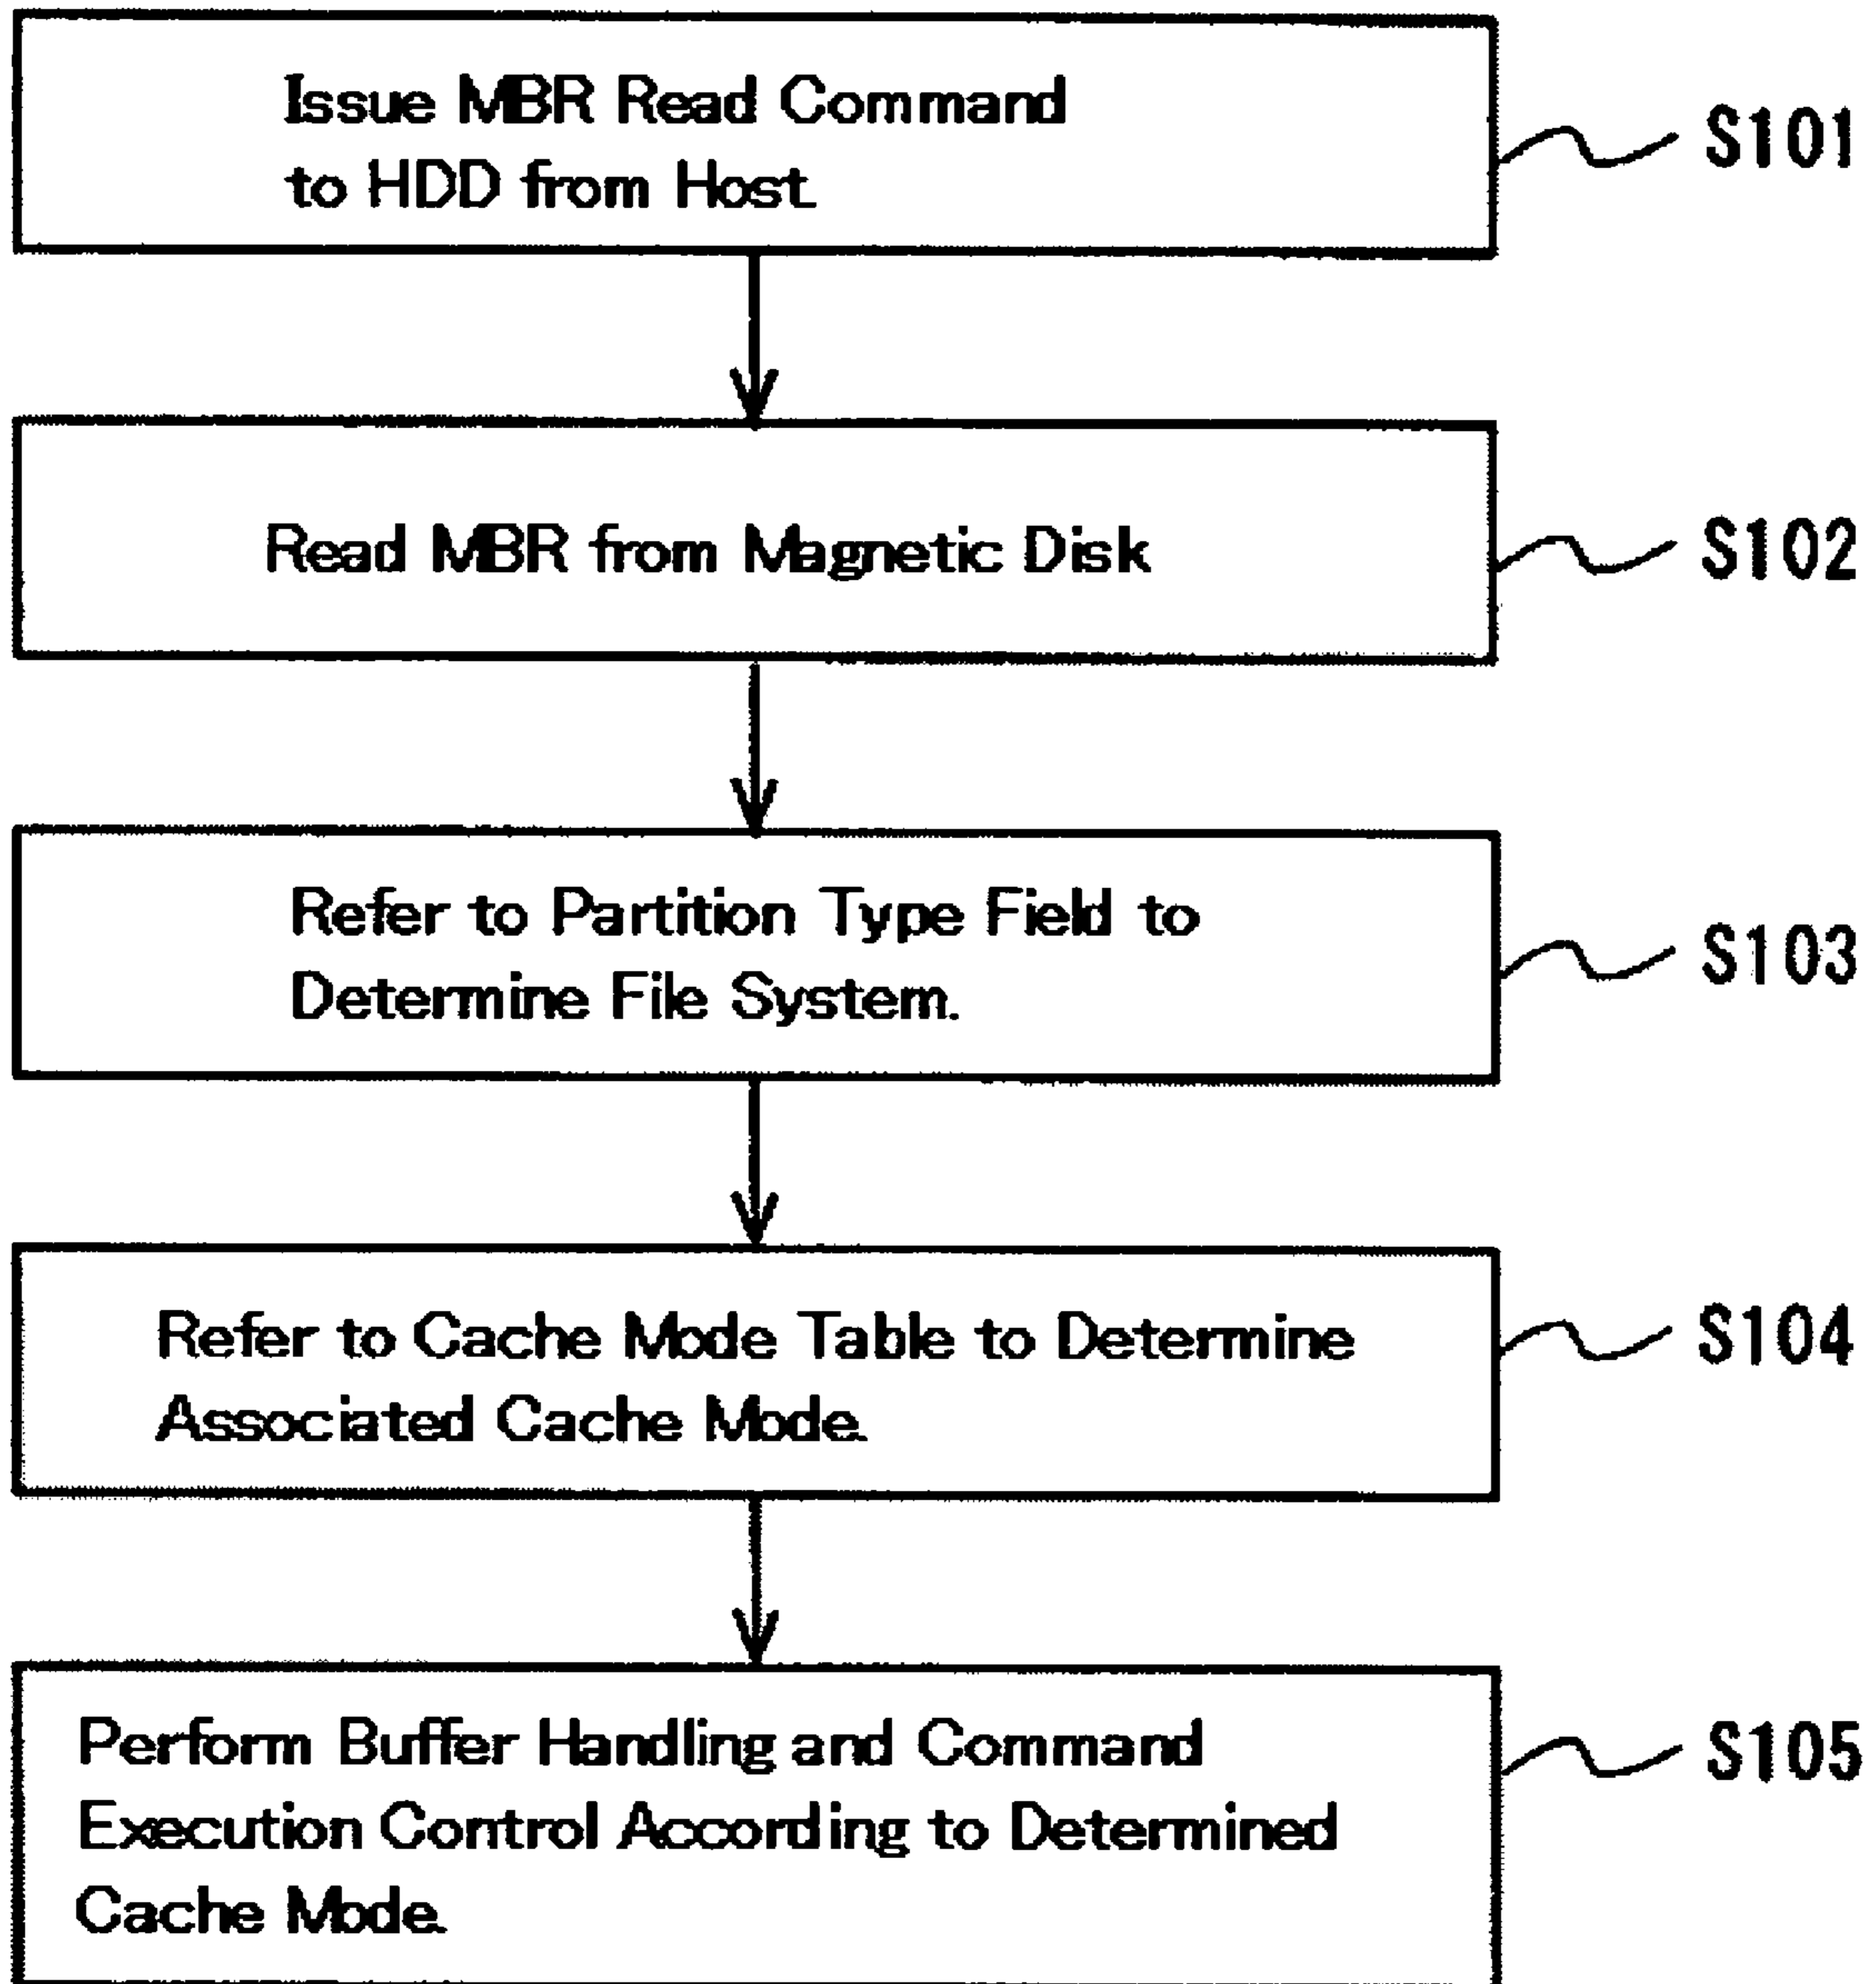 Issue MBR Read Command
to HDD from Host
S101
Read MBR from Magnetic Disk
S102
Refer to Partition Type Field to
Determine File System.
S103
Refer to Cache Mode Table to Determine
Associated Cache Mode.
S104
Perform Buffer Handling and Command
Execution Control According to Determined
Cache Mode.
S105